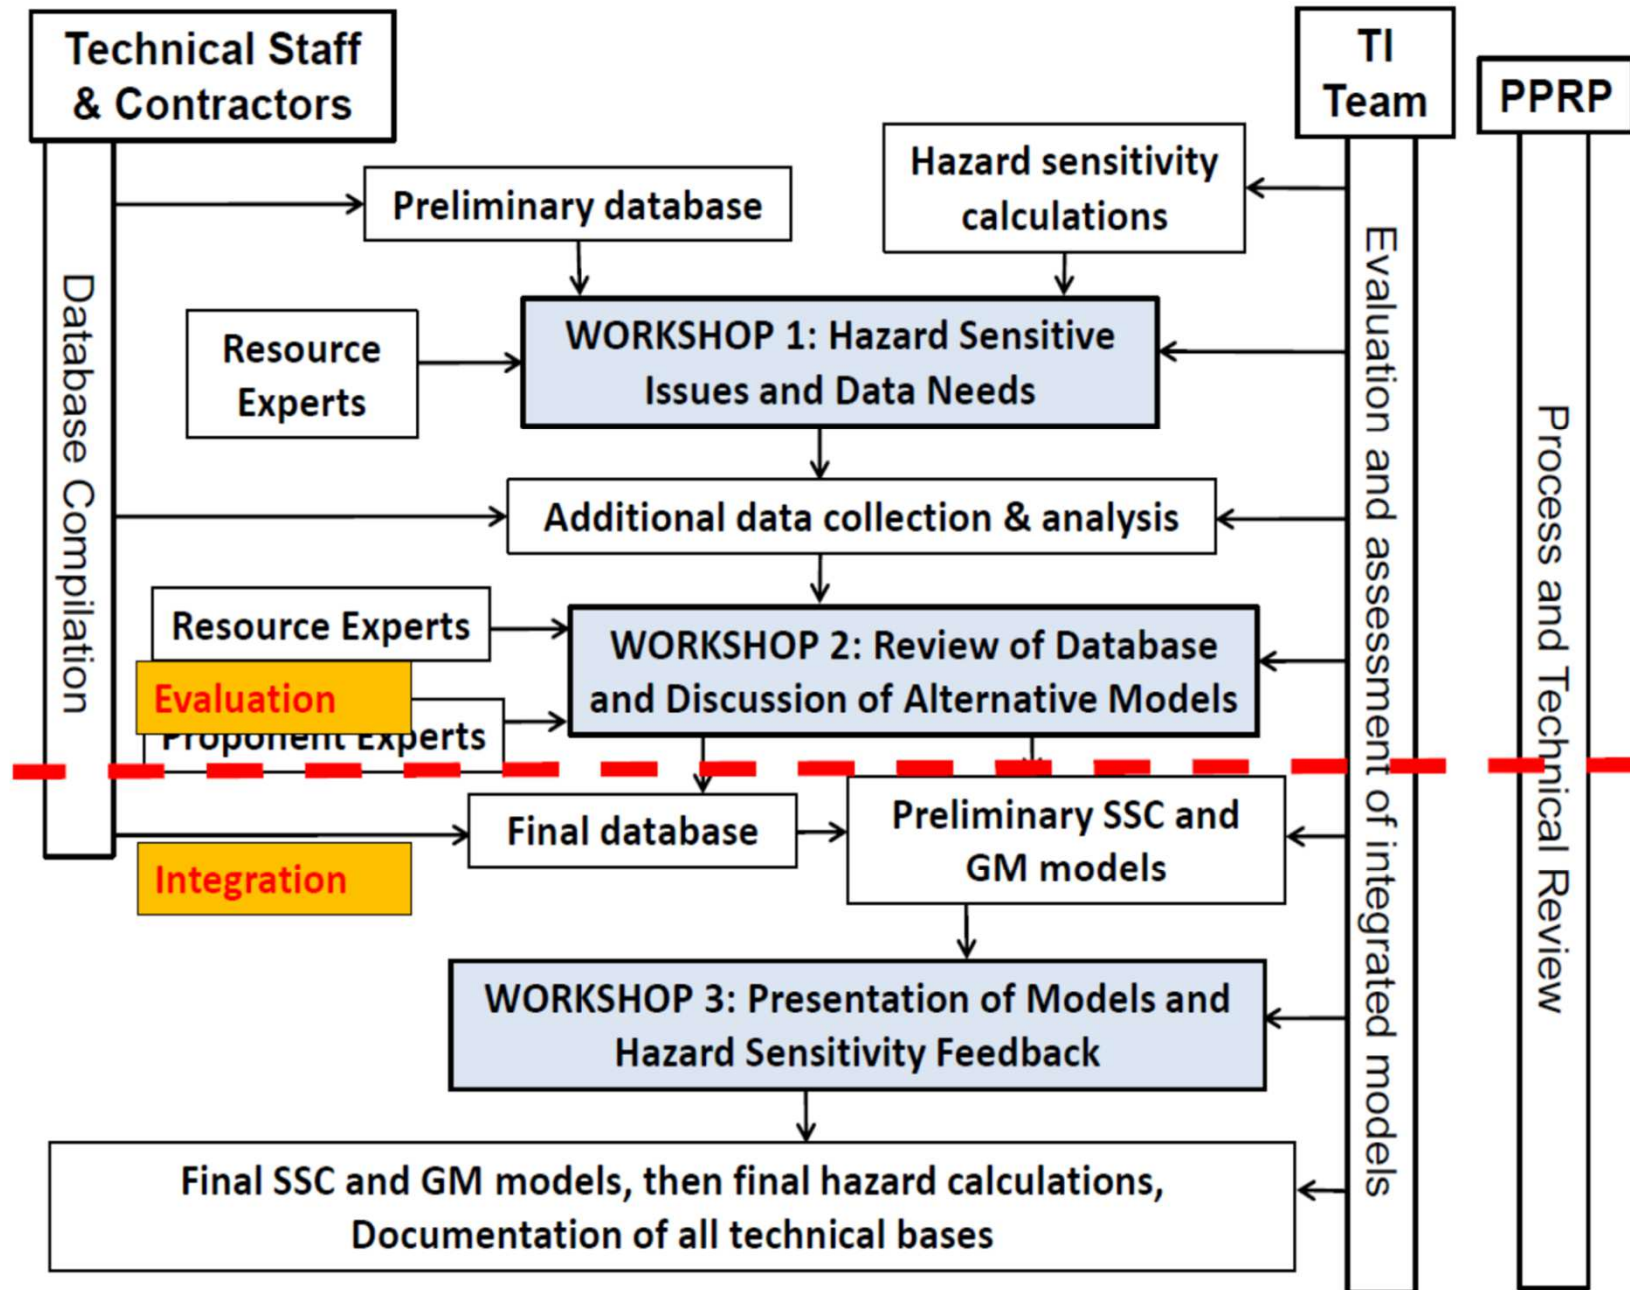 Technical Staff
& Contractors
TI
Team
PPRP
Hazard sensitivity
calculations
Preliminary database
Database Compilation
Evaluation and assessment of integrated models
Process and Technical Review
Resource
Experts
WORKSHOP 1: Hazard Sensitive
Issues and Data Needs
Additional data collection & analysis
Resource Experts
WORKSHOP 2: Review of Database
and Discussion of Alternative Models
Evaluation
Proponent Experts
Final database
Preliminary SSC and
GM models
Integration
WORKSHOP 3: Presentation of Models and
Hazard Sensitivity Feedback
Final SSC and GM models, then final hazard calculations,
Documentation of all technical bases